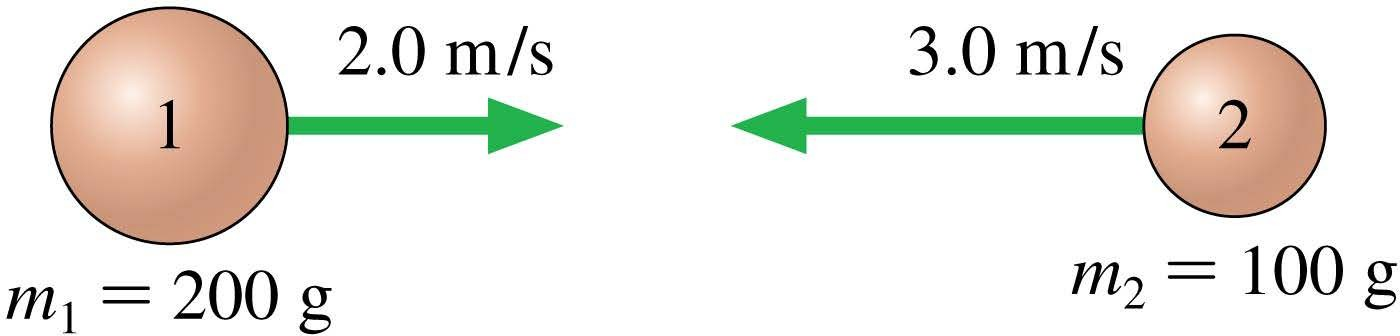 2.0 m/s
3.0 m/s
1
2
m₁ = 200 g
m₂ = 100 g